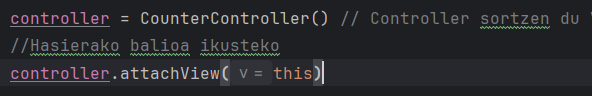 controller = CounterController() // Controller sortzen du
//Hasierako balioa ikusteko
controller.attachView( v = this)